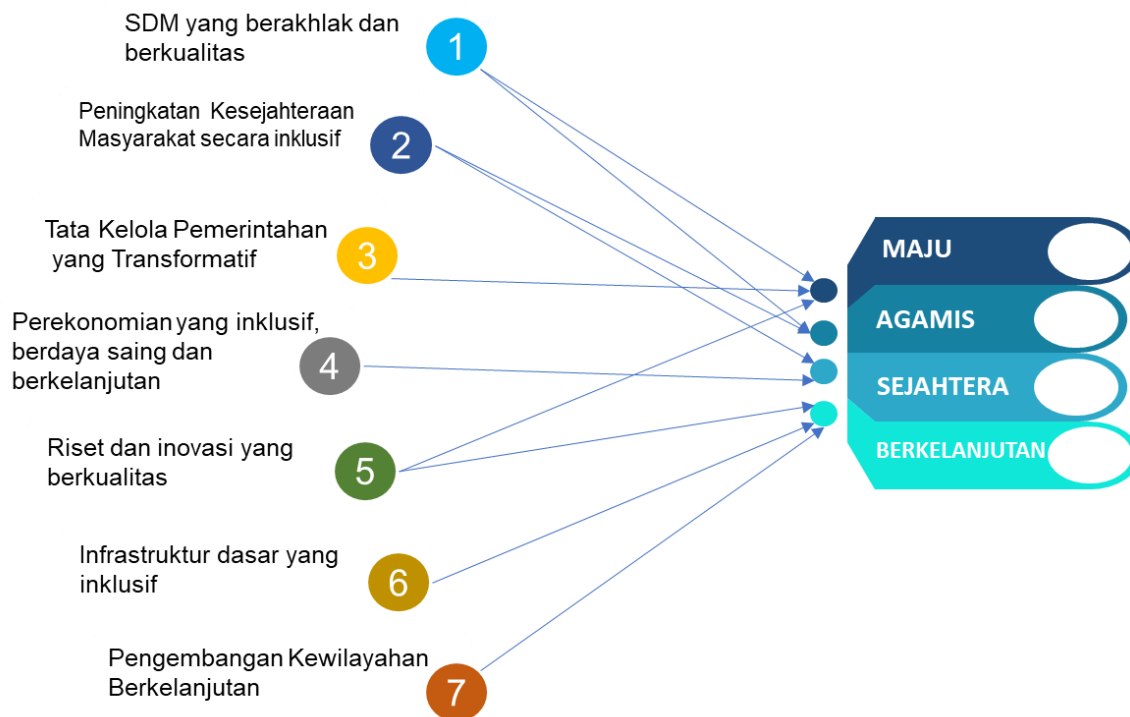 SDM yang berakhlak dan
berkualitas
1
Peningkatan Kesejahteraan
Masyarakat secara inklusif
2
Tata Kelola Pemerintahan
yang Transformatif
3
Perekonomian yang inklusif,
berdaya saing dan
berkelanjutan
4
Riset dan inovasi yang
berkualitas
5
Infrastruktur dasar yang
inklusif
6
Pengembangan Kewilayahan
Berkelanjutan
7
MAJU
AGAMIS
SEJAHTERA
BERKELANJUTAN